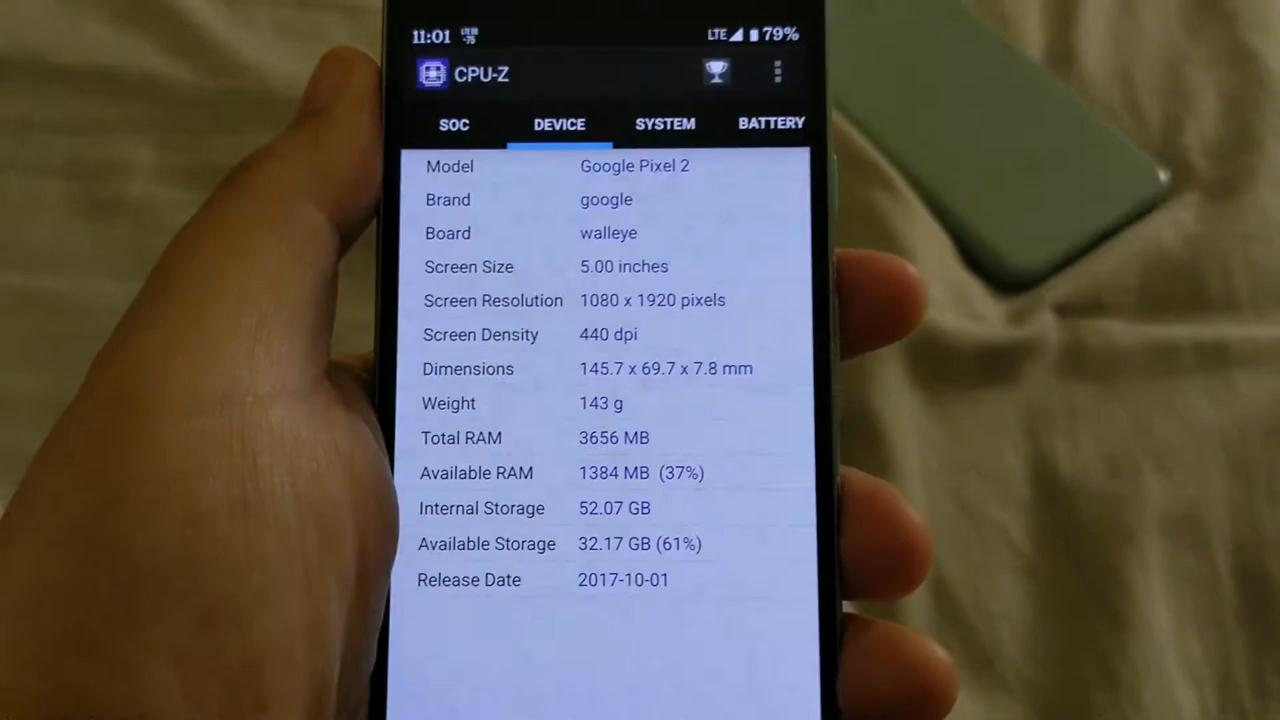 11:01 LTE 79%
CPU-Z
SOC DEVICE SYSTEM BATTERY
Model Google Pixel 2
Brand google
Board walleye
Screen Size 5.00 inches
Screen Resolution 1080 x 1920 pixels
Screen Density 440 dpi
Dimensions 145.7 x 69.7 x 7.8 mm
Weight 143 g
Total RAM 3656 MB
Available RAM 1384 MB (37%)
Internal Storage 52.07 GB
Available Storage 32.17 GB (61%)
Release Date 2017-10-01